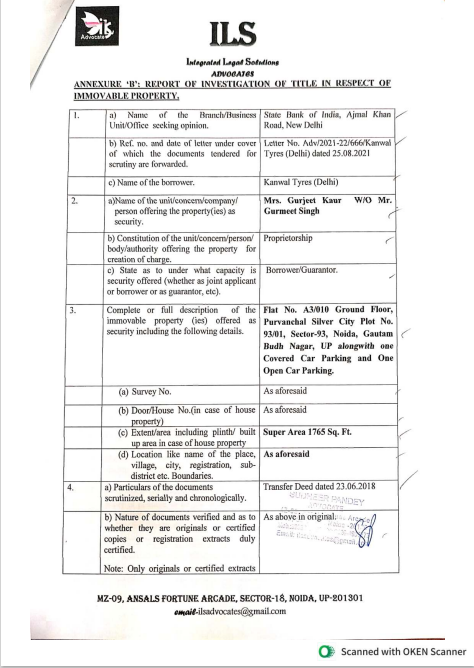 ils
Advocates
ILS
Integrated Legal Solutions
ADVOCATES
ANNEXURE 'B': REPORT OF INVESTIGATION OF TITLE IN RESPECT OF
IMMOVABLE PROPERTY.
1. a) Name of the Branch/Business
Unit/Office seeking opinion.
State Bank of India, Ajmal Khan
Road, New Delhi
b) Ref. no. and date of letter under cover
of which the documents tendered for
scrutiny are forwarded.
Letter No. Adv/2021-22/666/Kanwal
Tyres (Delhi) dated 25.08.2021
c) Name of the borrower.
Kanwal Tyres (Delhi)
2. a)Name of the unit/concern/company/
person offering the property(ies) as
security.
Mrs. Gurjeet Kaur W/O Mr.
Gurmeet Singh
b) Constitution of the unit/concern/person/
body/authority offering the property for
creation of charge.
Proprietorship
c) State as to under what capacity is
security offered (whether as joint applicant
or borrower or as guarantor, etc).
Borrower/Guarantor.
3. Complete or full description of the
immovable property (ies) offered as
security including the following details.
Flat No. A3/010 Ground Floor,
Purvanchal Silver City Plot No.
93/01, Sector-93, Noida, Gautam
Budh Nagar, UP alongwith one
Covered Car Parking and One
Open Car Parking.
(a) Survey No.
As aforesaid
(b) Door/House No.(in case of house
property)
As aforesaid
(c) Extent/area including plinth/ built
up area in case of house property
Super Area 1765 Sq. Ft.
(d) Location like name of the place,
village, city, registration, sub-
district etc. Boundaries.
As aforesaid
4. a) Particulars of the documents
scrutinized, serially and chronologically.
Transfer Deed dated 23.06.2018
b) Nature of documents verified and as to
whether they are originals or certified
copies or registration extracts duly
certified.
As above in original.
PANDEY
Note: Only originals or certified extracts
MZ-09, ANSALS FORTUNE ARCADE, SECTOR-18, NOIDA, UP-201301
email-ilsadvocates@gmail.com
Scanned with OKEN Scanner